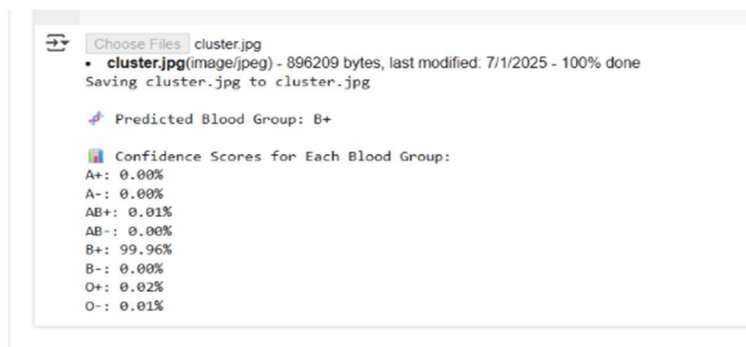 Choose Files cluster.jpg
• cluster.jpg(image/jpeg) - 896209 bytes, last modified: 7/1/2025 - 100% done
Saving cluster.jpg to cluster.jpg
🧬 Predicted Blood Group: B+
📊 Confidence Scores for Each Blood Group:
A+: 0.00%
A-: 0.00%
AB+: 0.01%
AB-: 0.00%
B+: 99.96%
B-: 0.00%
O+: 0.02%
O-: 0.01%